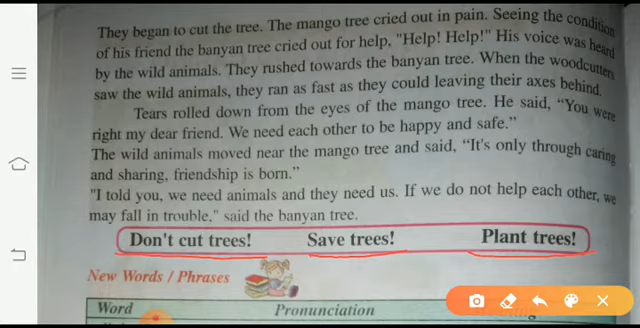 They began to cut the tree. The mango tree cried out in pain. Seeing the condition
of his friend the banyan tree cried out for help, "Help! Help!" His voice was heard
by the wild animals. They rushed towards the banyan tree. When the woodcutters
saw the wild animals, they ran as fast as they could leaving their axes behind.
Tears rolled down from the eyes of the mango tree. He said, "You were
right my dear friend. We need each other to be happy and safe."
The wild animals moved near the mango tree and said, "It's only through caring
and sharing, friendship is born."
"I told you, we need animals and they need us. If we do not help each other, we
may fall in trouble," said the banyan tree.
Don't cut trees! Save trees! Plant trees!
New Words / Phrases
Word Pronunciation